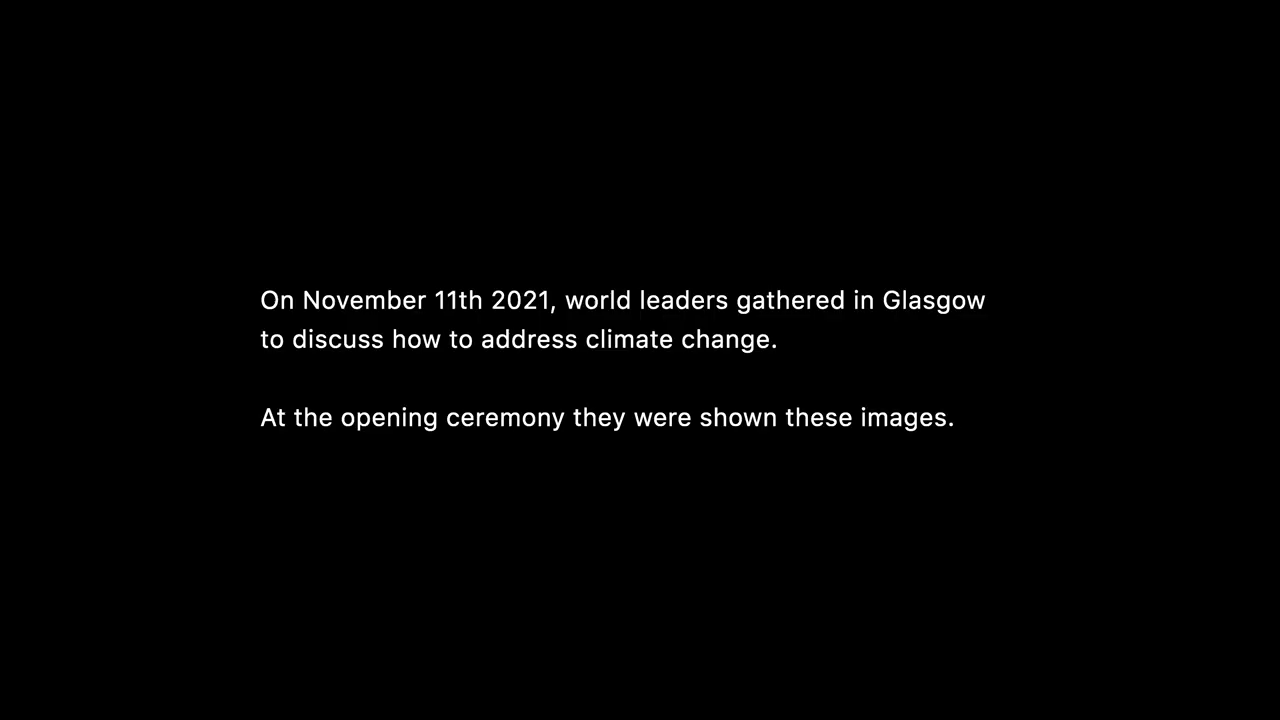 On November 11th 2021, world leaders gathered in Glasgow
to discuss how to address climate change.
At the opening ceremony they were shown these images.